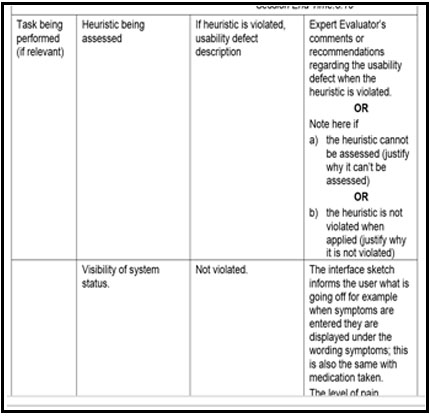 Session End Time:
Task being
performed
(if relevant)
Heuristic being
assessed
If heuristic is violated,
usability defect
description
Expert Evaluator's
comments or
recommendations
regarding the usability
defect when the
heuristic is violated.
OR
Note here if
a) the heuristic cannot
be assessed (justify
why it can't be
assessed)
OR
b) the heuristic is not
violated when
applied (justify why
it is not violated)
Visibility of system
status.
Not violated.
The interface sketch
informs the user what is
going off for example
when symptoms are
entered they are
displayed under the
wording symptoms; this
is also the same with
medication taken.
The level of pain